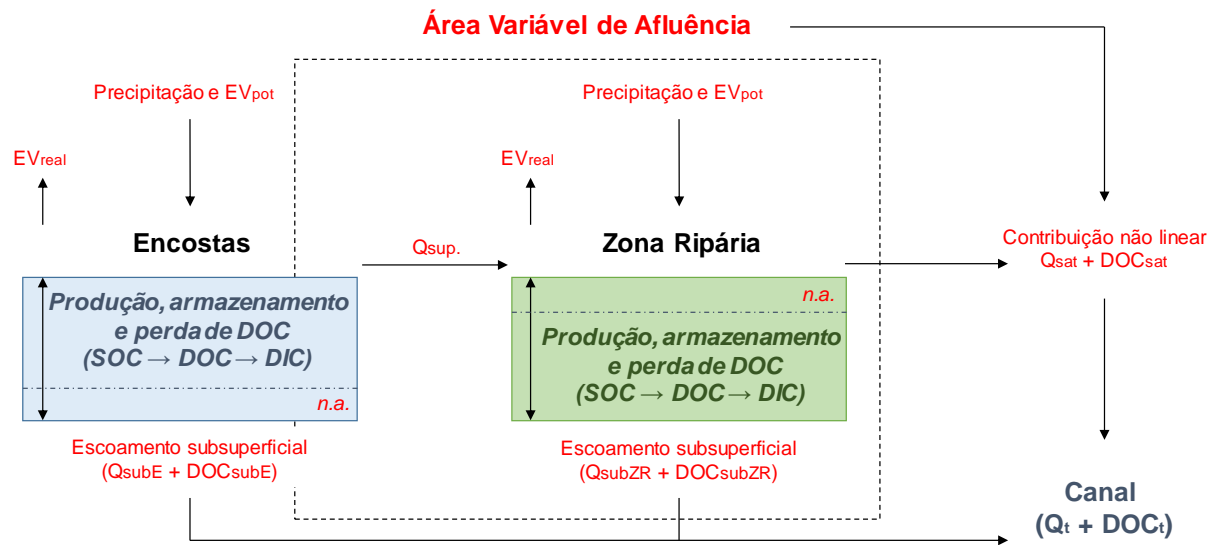 Área Variável de Afluência
Precipitação e EVpot
Precipitação e EVpot
EVreal
EVreal
Encostas
Qsup.
Zona Ripária
Contribuição não linear
Qsat + DOCsat
Produção, armazenamento
e perda de DOC
(SOC → DOC → DIC)
n.a.
n.a.
Produção, armazenamento
e perda de DOC
(SOC → DOC → DIC)
Escoamento subsuperficial
(QsubE + DOCsubE)
Escoamento subsuperficial
(QsubZR + DOCsubZR)
Canal
(Qt + DOCt)